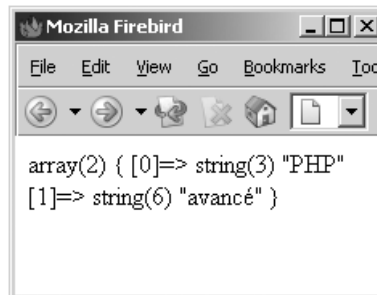 Mozilla Firebird
File Edit View Go Bookmarks Too
array(2) { [0]=> string(3) "PHP"
[1]=> string(6) "avancé" }